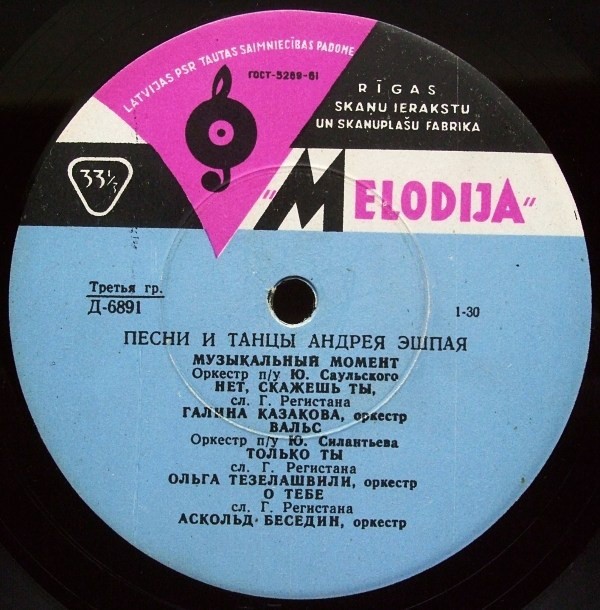 LATVIJAS PSR TAUTAS SAIMNIECĪBAS PADOME
ГОСТ-5289-61
RĪGAS
SKAŅU IERAKSTU
UN SKAŅUPLAŠU FABRIKA
33⅓
"MELODIJA"
Третья гр.
Д-6891
1-30
ПЕСНИ И ТАНЦЫ АНДРЕЯ ЭШПАЯ
МУЗЫКАЛЬНЫЙ МОМЕНТ
Оркестр п/у Ю. Саульского
НЕТ, СКАЖЕШЬ ТЫ,
сл. Г. Регистана
ГАЛИНА КАЗАКОВА, оркестр
ВАЛЬС
Оркестр п/у Ю. Силантьева
ТОЛЬКО ТЫ
сл. Г. Регистана
ОЛЬГА ТЕЗЕЛАШВИЛИ, оркестр
О ТЕБЕ
сл. Г. Регистана
АСКОЛЬД БЕСЕДИН, оркестр